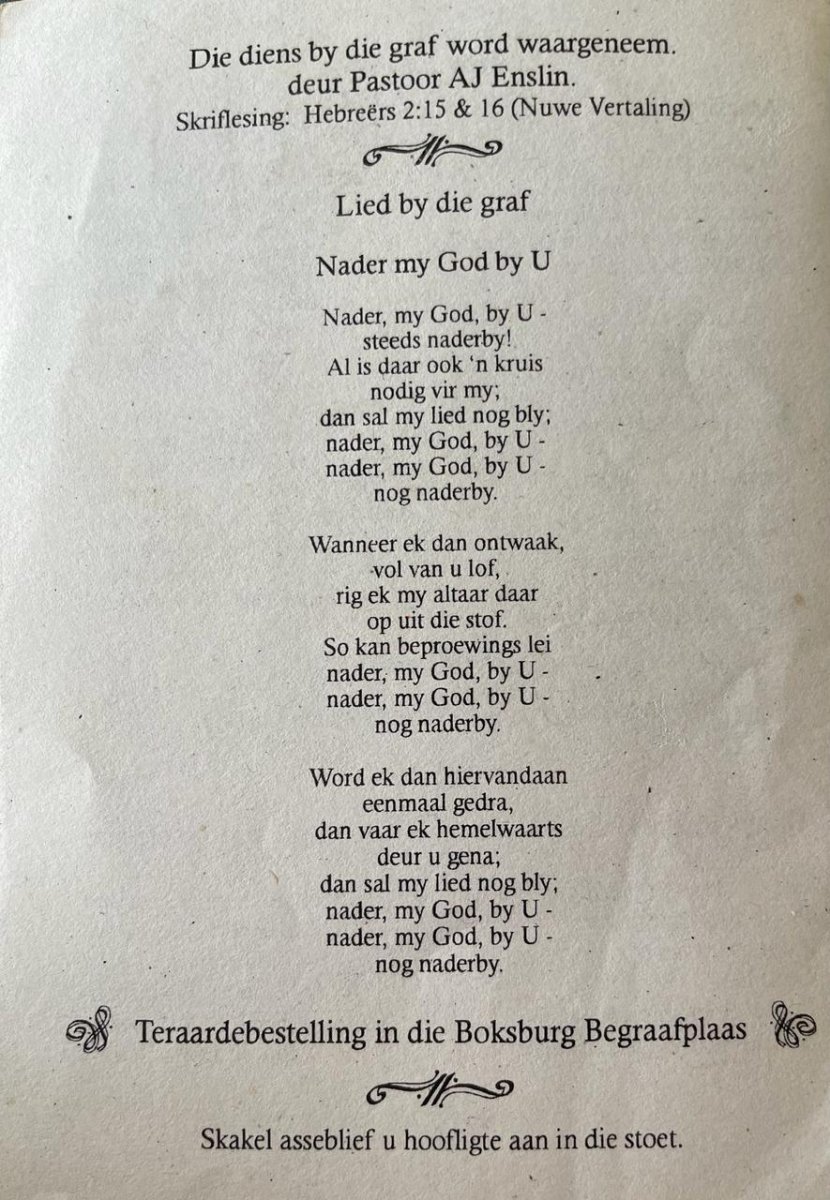 Die diens by die graf word waargeneem.
deur Pastoor AJ Enslin.
Skriflesing: Hebreërs 2:15 & 16 (Nuwe Vertaling)
Lied by die graf
Nader my God by U
Nader, my God, by U -
steeds naderby!
Al is daar ook ‘n kruis
nodig vir my;
dan sal my lied nog bly;
nader, my God, by U -
nader, my God, by U -
nog naderby.
Wanneer ek dan ontwaak,
vol van u lof,
rig ek my altaar daar
op uit die stof.
So kan beproewings lei
nader, my God, by U -
nader, my God, by U -
nog naderby.
Word ek dan hiervandaan
eenmaal gedra,
dan vaar ek hemelwaarts
deur u gena;
dan sal my lied nog bly;
nader, my God, by U -
nader, my God, by U -
nog naderby.
Teraardebestelling in die Boksburg Begraafplaas
Skakel asseblief u hoofligte aan in die stoet.